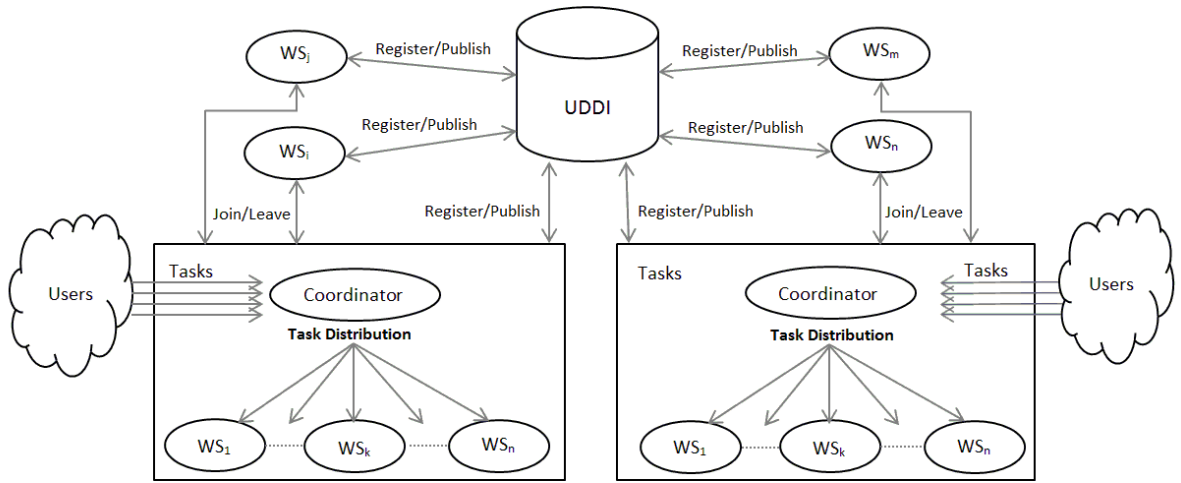 WSj
Register/Publish
UDDI
Register/Publish
WSm
WSi
Register/Publish
Register/Publish
WSn
Join/Leave
Register/Publish
Register/Publish
Join/Leave
Users
Tasks
Coordinator
Task Distribution
WS1
WSk
WSn
Tasks
Coordinator
Tasks
Users
Task Distribution
WS1
WSk
WSn